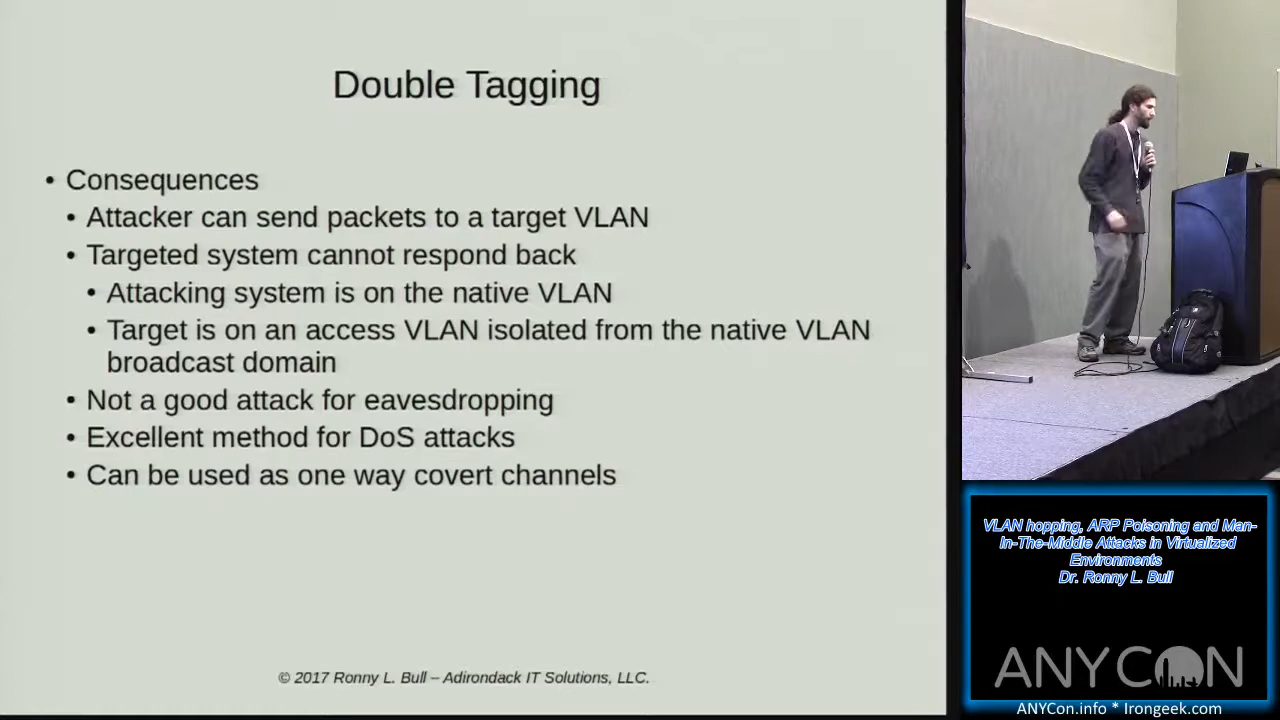 Double Tagging
• Consequences
• Attacker can send packets to a target VLAN
• Targeted system cannot respond back
• Attacking system is on the native VLAN
• Target is on an access VLAN isolated from the native VLAN
broadcast domain
• Not a good attack for eavesdropping
• Excellent method for DoS attacks
• Can be used as one way covert channels
© 2017 Ronny L. Bull – Adirondack IT Solutions, LLC.
VLAN hopping, ARP Poisoning and Man-
In-The-Middle Attacks in Virtualized
Environments
Dr. Ronny L. Bull
ANYCON
ANYCon.info * Irongeek.com